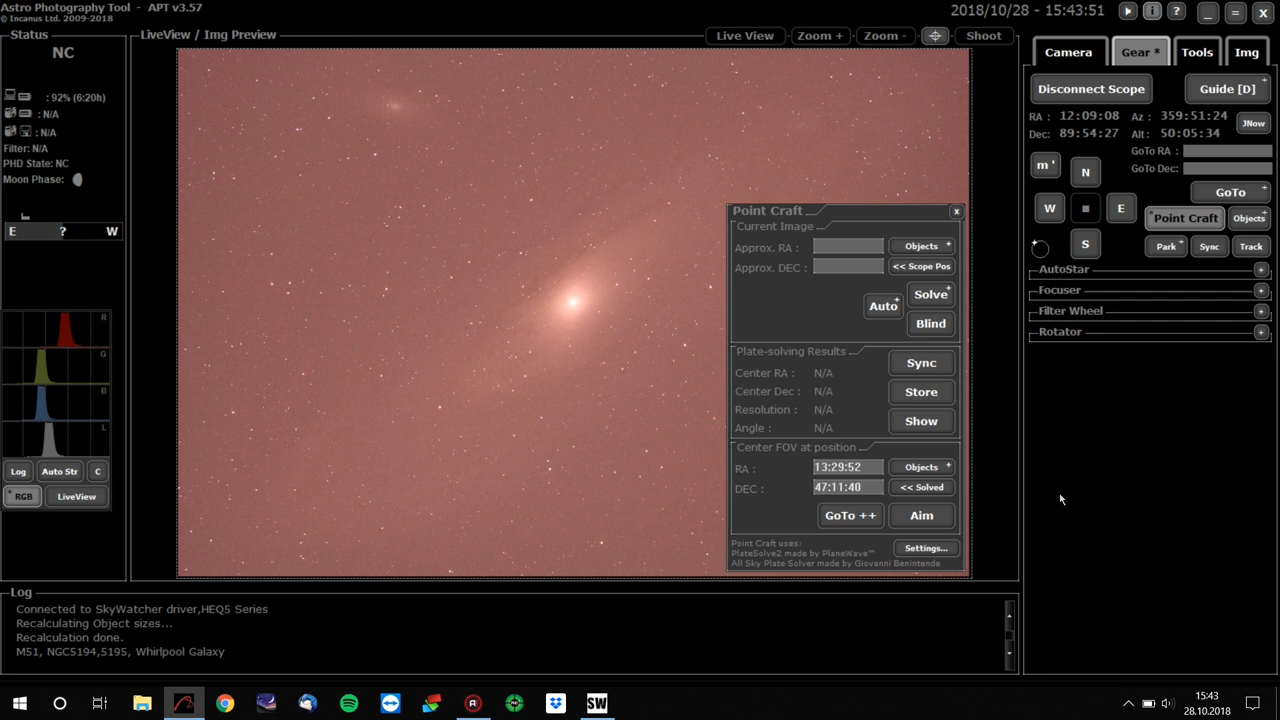 Astro Photography Tool - APT v3.57
© Incanus Ltd. 2009-2018
2018/10/28 - 15:43:51
i ? _ = x
Status
NC
: 92% (6:20h)
: N/A
: N/A
Filter: N/A
PHD State: NC
Moon Phase:
E ? W
R
G
B
L
Log Auto Str C
RGB LiveView
LiveView / Img Preview
Live View Zoom + Zoom - Shoot
Point Craft x
Current Image
Approx. RA : Objects +
Approx. DEC : << Scope Pos
Auto + Solve +
Blind
Plate-solving Results
Sync
Center RA : N/A
Center Dec : N/A
Store
Resolution : N/A
Angle : N/A
Show
Center FOV at position
RA : 13:29:52 Objects +
DEC : 47:11:40 << Solved
GoTo ++ Aim
Point Craft uses:
PlateSolve2 made by PlaneWave™
All Sky Plate Solver made by Giovanni Benintende
Settings...
Camera Gear * Tools Img
Disconnect Scope Guide [D] +
RA : 12:09:08 Az : 359:51:24
Dec: 89:54:27 Alt : 50:05:34
JNow
GoTo RA :
GoTo Dec:
m '
N
W E
S
GoTo +
* Point Craft Objects +
Park + Sync Track
AutoStar +
Focuser +
Filter Wheel +
Rotator +
Log
Connected to SkyWatcher driver,HEQ5 Series
Recalculating Object sizes...
Recalculation done.
M51, NGC5194,5195, Whirlpool Galaxy
SW
15:43
28.10.2018